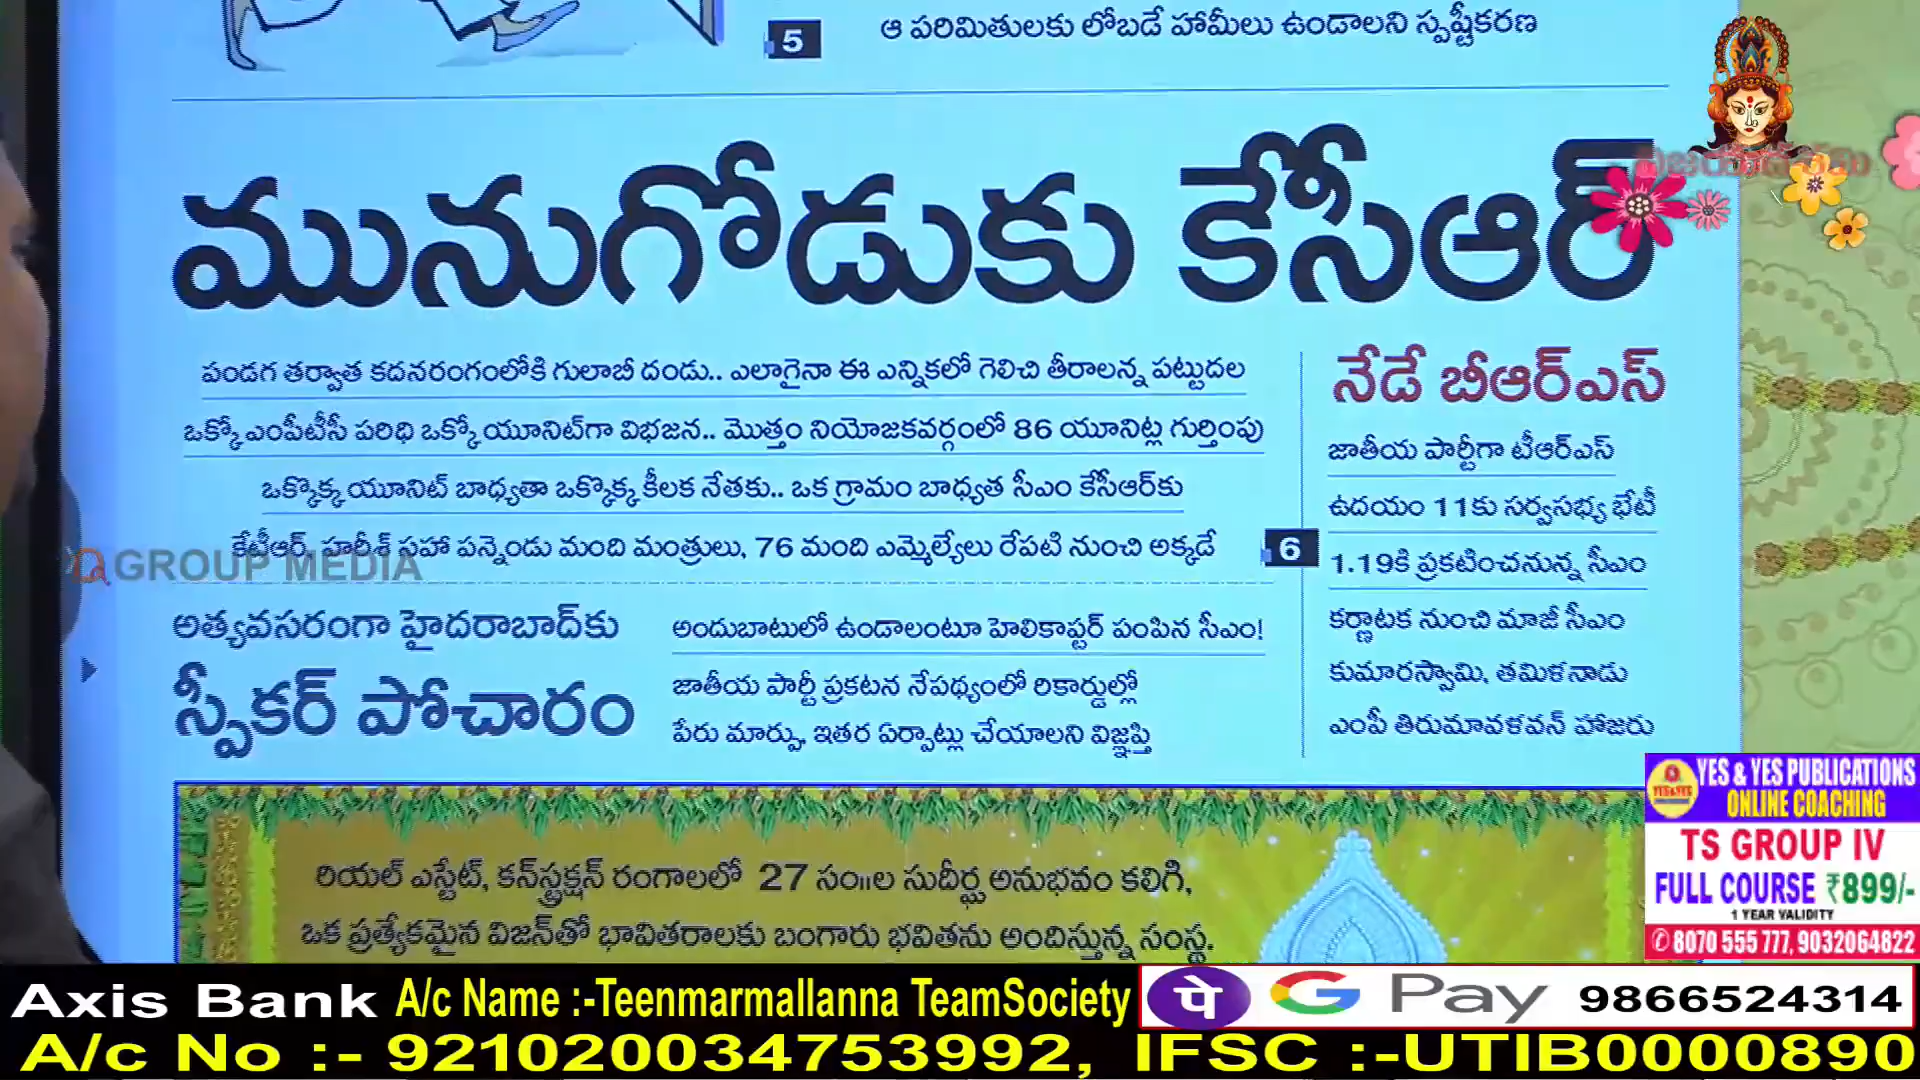 5
ఆ పరిమితులకు లోబడే హామీలు ఉండాలని స్పష్టీకరణ
విజయదశమి
మునుగోడుకు కేసీఆర్
పండగ తర్వాత కదనరంగంలోకి గులాబీ దండు.. ఎలాగైనా ఈ ఎన్నికలో గెలిచి తీరాలన్న పట్టుదల
ఒక్కోఎంపీటీసీ పరిధి ఒక్కోయూనిట్‌గా విభజన.. మొత్తం నియోజకవర్గంలో 86 యూనిట్ల గుర్తింపు
ఒక్కొక్కయూనిట్ బాధ్యతా ఒక్కొక్కకీలక నేతకు.. ఒక గ్రామం బాధ్యత సీఎం కేసీఆర్‌కు
కేటీఆర్, హరీశ్ సహా పన్నెండు మంది మంత్రులు, 76 మంది ఎమ్మెల్యేలు రేపటి నుంచి అక్కడే
6
Q GROUP MEDIA
నేడే బీఆర్ఎస్
జాతీయ పార్టీగా టీఆర్ఎస్
ఉదయం 11కు సర్వసభ్య భేటీ
1.19కి ప్రకటించనున్న సీఎం
కర్ణాటక నుంచి మాజీ సీఎం
కుమారస్వామి, తమిళనాడు
ఎంపీ తిరుమావళవన్ హాజరు
అత్యవసరంగా హైదరాబాద్‌కు
స్పీకర్ పోచారం
అందుబాటులో ఉండాలంటూ హెలికాప్టర్ పంపిన సీఎం!
జాతీయ పార్టీ ప్రకటన నేపథ్యంలో రికార్డుల్లో
పేరు మార్పు, ఇతర ఏర్పాట్లు చేయాలని విజ్ఞప్తి
రియల్ ఎస్టేట్, కన్‌స్ట్రక్షన్ రంగాలలో 27 సం॥ల సుదీర్ఘ అనుభవం కలిగి,
ఒక ప్రత్యేకమైన విజన్‌తో భావితరాలకు బంగారు భవితను అందిస్తున్న సంస్థ.
YES & YES PUBLICATIONS
ONLINE COACHING
TS GROUP IV
FULL COURSE ₹899/-
1 YEAR VALIDITY
8070 555 777, 9032064822
Axis Bank A/c Name :-Teenmarmallanna TeamSociety
పే G Pay 9866524314
A/c No :- 921020034753992, IFSC :-UTIB0000890